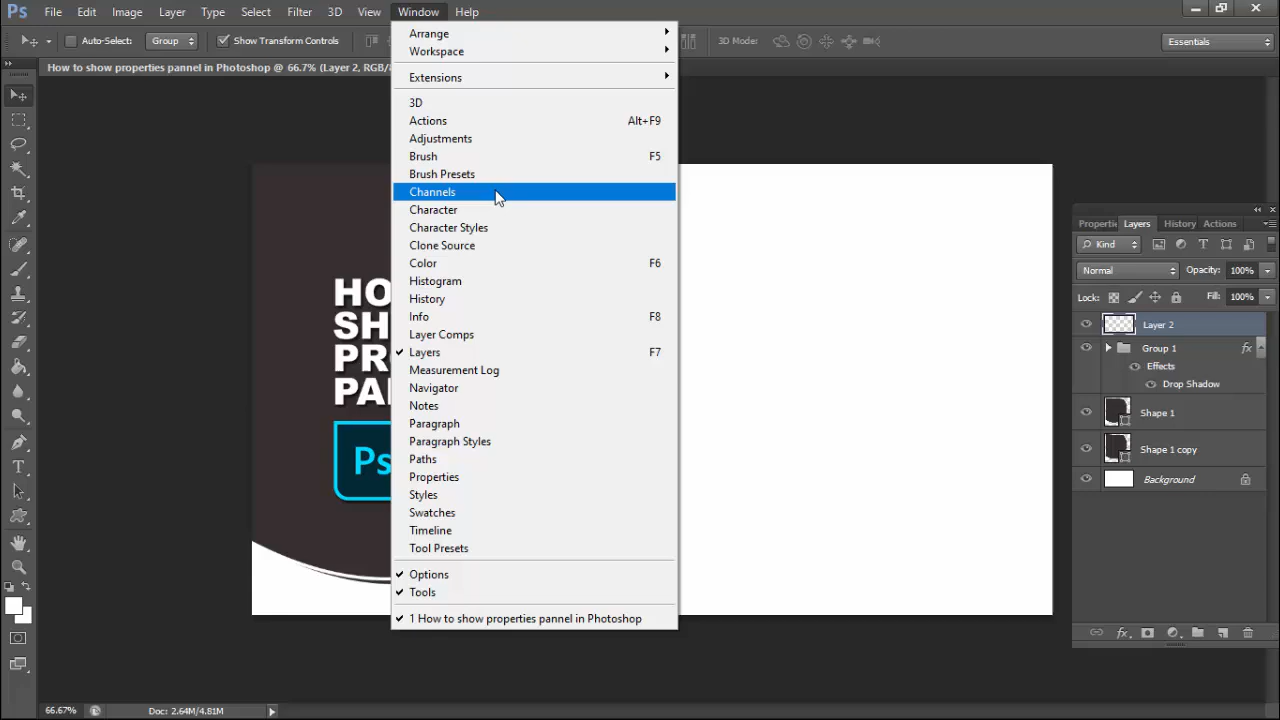 Ps File Edit Image Layer Type Select Filter 3D View Window Help
Auto-Select: Group Show Transform Controls 3D Mode: Essentials
How to show properties pannel in Photoshop @ 66.7% (Layer 2, RGB/
Arrange
Workspace
Extensions
3D
Actions Alt+F9
Adjustments
Brush F5
Brush Presets
Channels
Character
Character Styles
Clone Source
Color F6
Histogram
History
Info F8
Layer Comps
Layers F7
Measurement Log
Navigator
Notes
Paragraph
Paragraph Styles
Paths
Properties
Styles
Swatches
Timeline
Tool Presets
Options
Tools
1 How to show properties pannel in Photoshop
HO
SH
PR
PA
Ps
Properti Layers History Actions
Kind
Normal Opacity: 100%
Lock: Fill: 100%
Layer 2
Group 1 fx
Effects
Drop Shadow
Shape 1
Shape 1 copy
Background
fx
66.67% Doc: 2.64M/4.81M